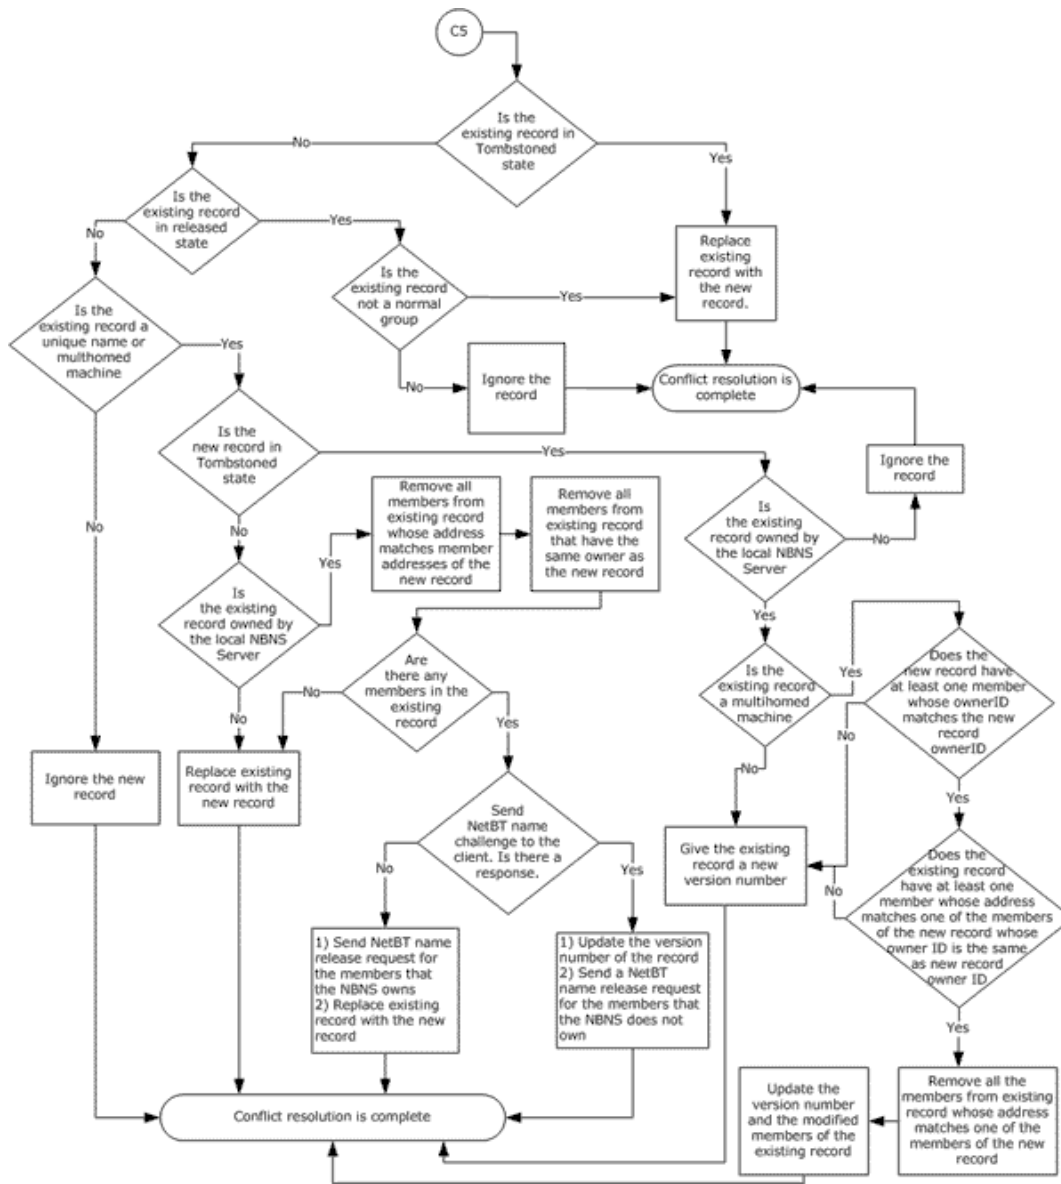 C5
Is the
existing record in
Tombstoned
state
No
Yes
Is the
existing record
in released
state
No
Yes
Is the
existing record
not a normal
group
Yes
No
Replace
existing
record with
the new
record.
Is the
existing record a
unique name or
multhomed
machine
Yes
No
Ignore the
record
Conflict resolution is
complete
Is the
new record in
Tombstoned
state
Yes
No
Ignore the
record
Remove all
members from
existing record
whose address
matches member
addresses of the
new record
Remove all
members from
existing record
that have the
same owner as
the new record
Is
the existing
record owned by
the local NBNS
Server
No
Yes
Is
the existing
record owned by
the local NBNS
Server
Yes
No
Are
there any
members in the
existing
record
No
Yes
Is the
existing record
a multihomed
machine
Yes
No
Does the
new record have
at least one member
whose ownerID
matches the new
record
ownerID
No
Yes
Ignore the new
record
Replace existing
record with the
new record
Send
NetBT name
challenge to the
client. Is there a
response.
No
Yes
Give the existing
record a new
version number
Does the
existing record
have at least one
member whose address
matches one of the members
of the new record whose
owner ID is the same
as new record
owner ID
No
Yes
1) Send NetBT name
release request for
the members that
the NBNS owns
2) Replace existing
record with the new
record
1) Update the version
number of the record
2) Send a NetBT
name release request
for the members that
the NBNS does not
own
Conflict resolution is complete
Update the
version number
and the modified
members of the
existing record
Remove all the
members from existing
record whose address
matches one of the
members of the new
record